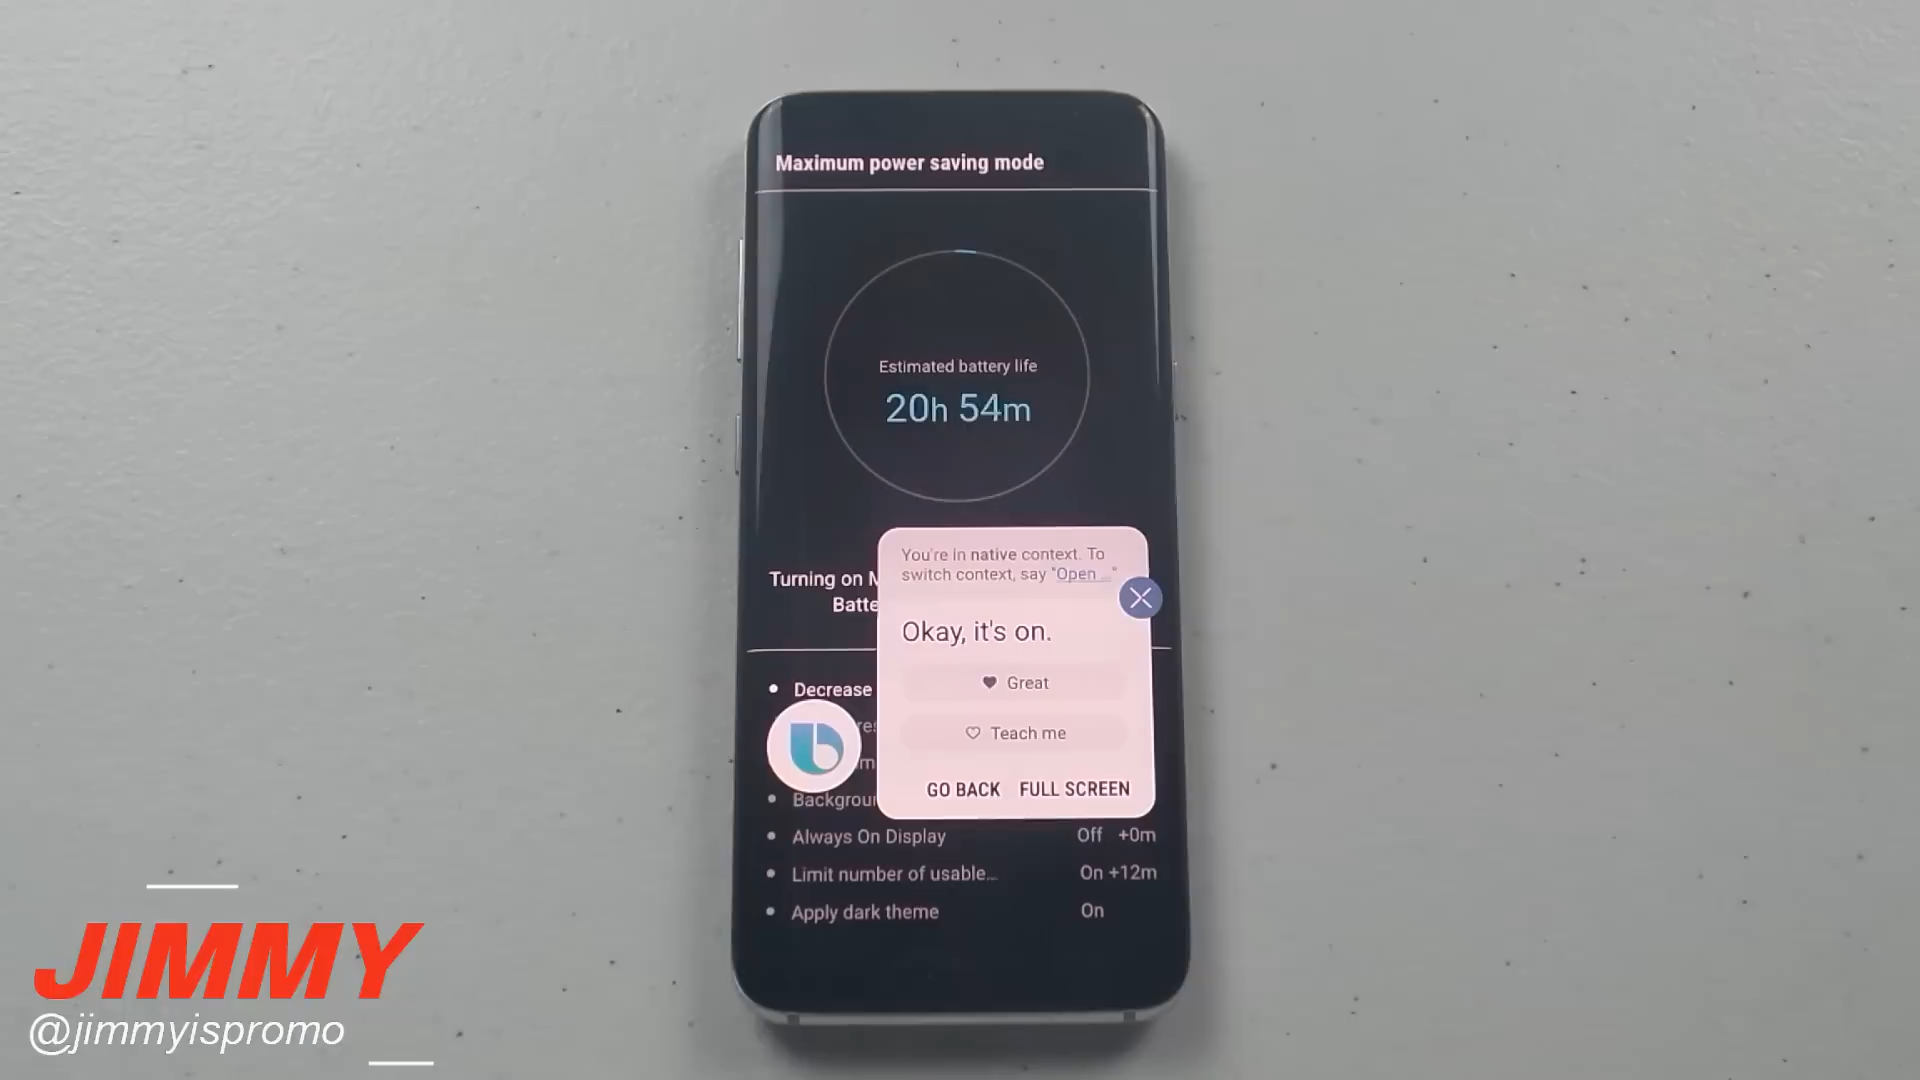 Maximum power saving mode
Estimated battery life
20h 54m
Turning on
Batte
You're in native context. To
switch context, say "Open ..."
Okay, it's on.
Great
Teach me
GO BACK FULL SCREEN
Decrease
Backgrou
Always On Display Off +0m
Limit number of usable... On +12m
Apply dark theme On
JIMMY
@jimmyispromo